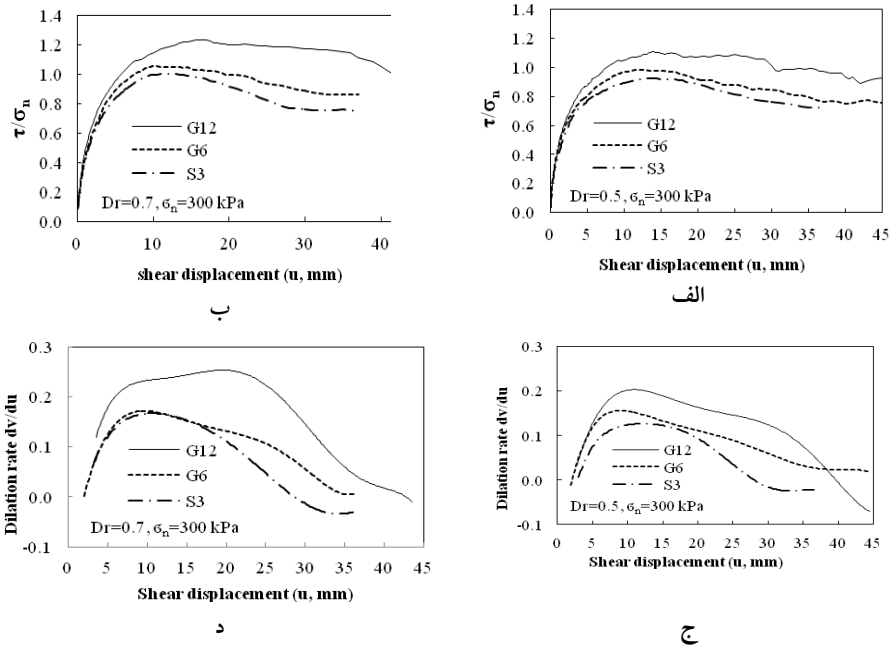 1.4
1.2
1.0
0.8
0.6
0.4
0.2
0.0
τ/σn
G12
G6
S3
Dr=0.7, σn=300 kPa
0 10 20 30 40
shear displacement (u, mm)
ب
1.4
1.2
1.0
0.8
0.6
0.4
0.2
0.0
τ/σn
G12
G6
S3
Dr=0.5, σn=300 kPa
0 5 10 15 20 25 30 35 40 45
Shear displacement (u, mm)
الف
0.3
0.2
0.1
0.0
-0.1
Dilation rate dv/du
G12
G6
S3
Dr=0.7, σn=300 kPa
0 5 10 15 20 25 30 35 40 45
Shear displacement (u, mm)
د
0.3
0.2
0.1
0.0
-0.1
Dilation rate dv/du
G12
G6
S3
Dr=0.5, σn=300 kPa
0 5 10 15 20 25 30 35 40 45
Shear displacement (u, mm)
ج